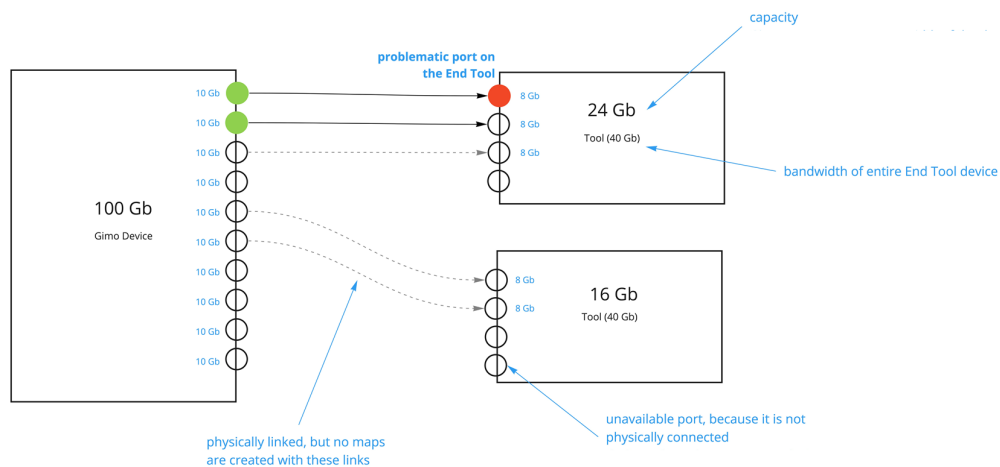 capacity
problematic port on
the End Tool
10 Gb
10 Gb
10 Gb
10 Gb
10 Gb
10 Gb
10 Gb
10 Gb
10 Gb
10 Gb
100 Gb
Gimo Device
8 Gb
8 Gb
8 Gb
24 Gb
Tool (40 Gb)
bandwidth of entire End Tool device
8 Gb
8 Gb
16 Gb
Tool (40 Gb)
unavailable port, because it is not
physically connected
physically linked, but no maps
are created with these links